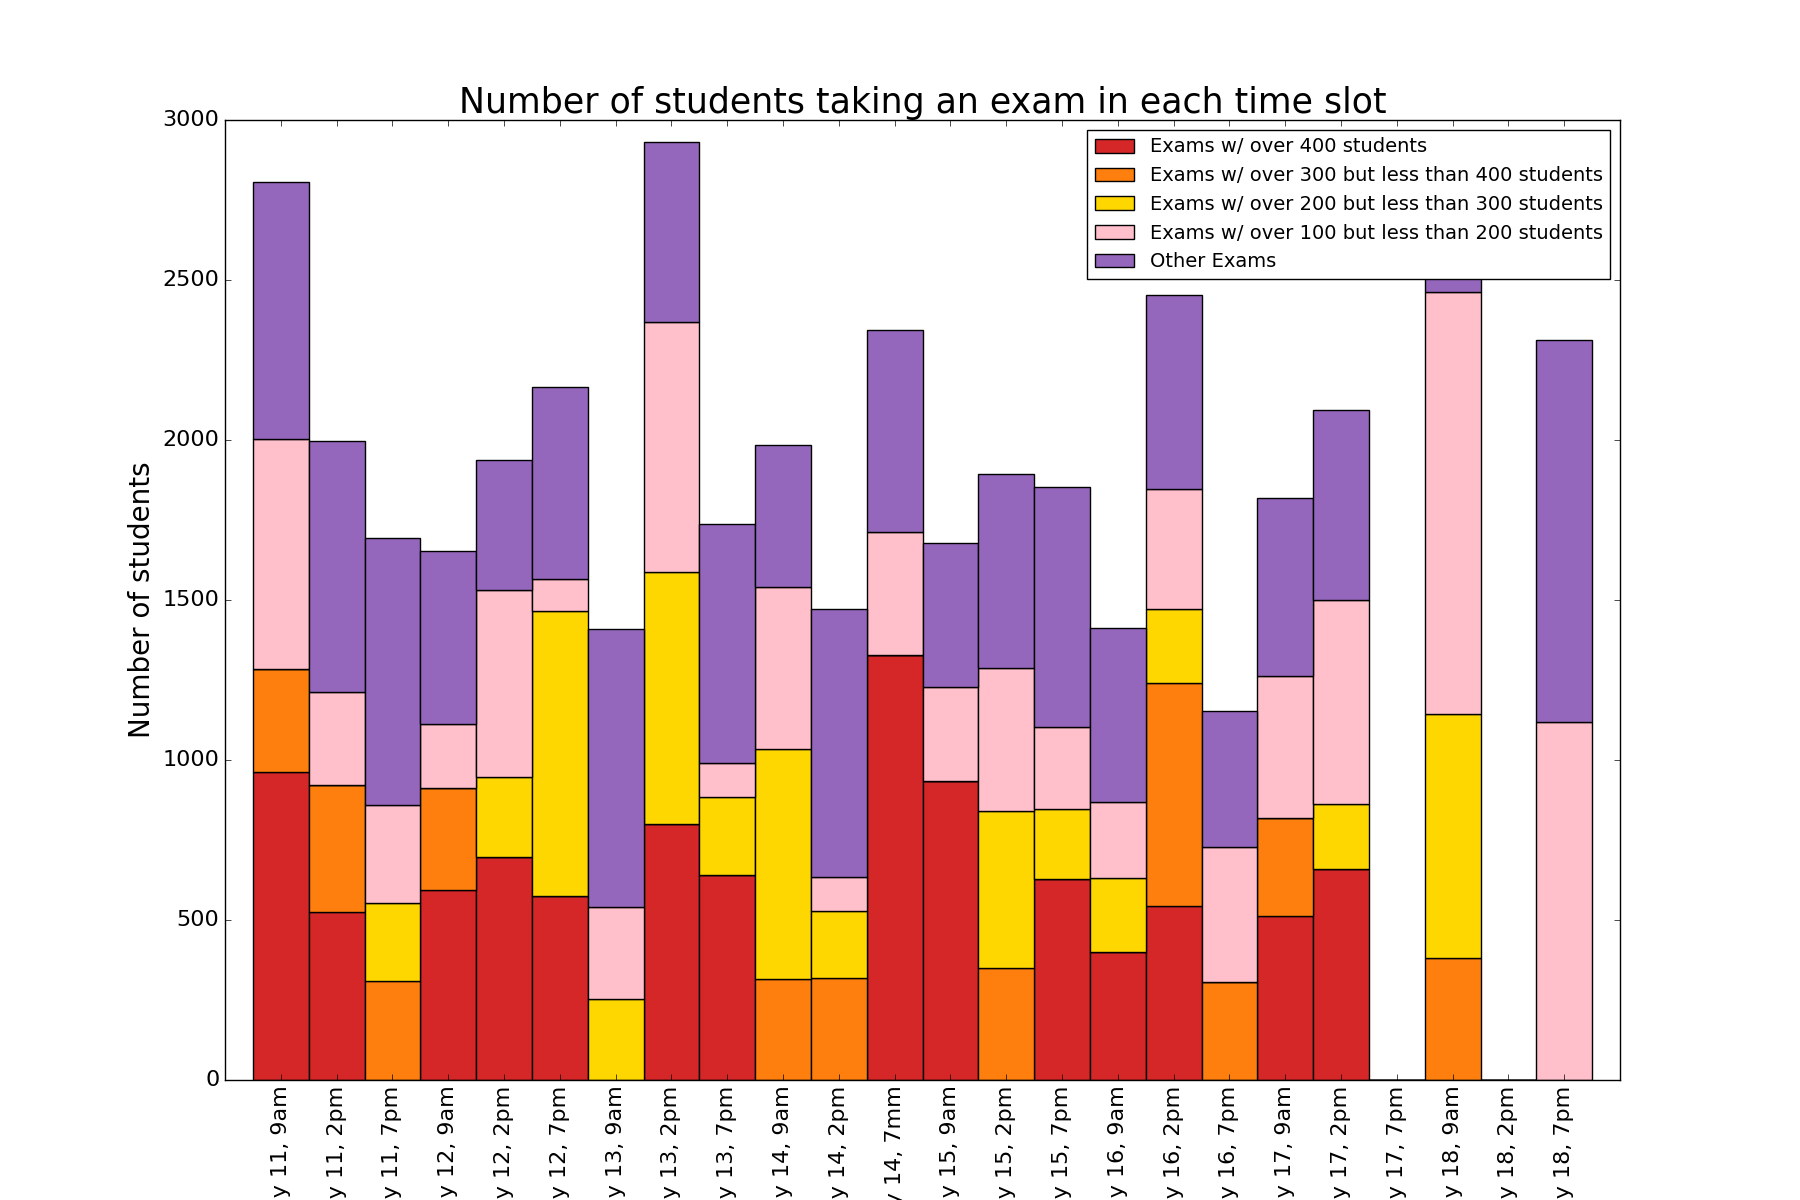 Number of students taking an exam in each time slot
Exams w/ over 400 students
Exams w/ over 300 but less than 400 students
Exams w/ over 200 but less than 300 students
Exams w/ over 100 but less than 200 students
Other Exams
Number of students
3000
2500
2000
1500
1000
500
0
y 11, 9am
y 11, 2pm
y 11, 7pm
y 12, 9am
y 12, 2pm
y 12, 7pm
y 13, 9am
y 13, 2pm
y 13, 7pm
y 14, 9am
y 14, 2pm
y 14, 7mm
y 15, 9am
y 15, 2pm
y 15, 7pm
y 16, 9am
y 16, 2pm
y 16, 7pm
y 17, 9am
y 17, 2pm
y 17, 7pm
y 18, 9am
y 18, 2pm
y 18, 7pm